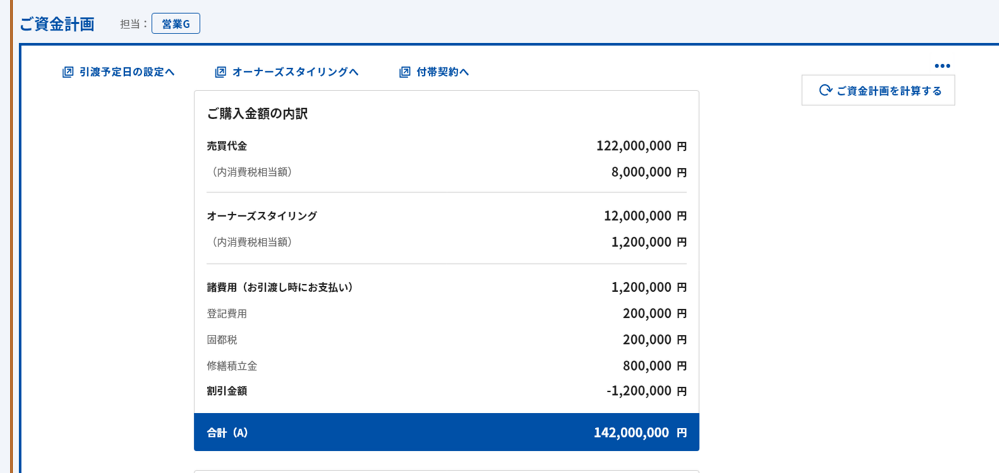 ご資金計画 担当： 営業G
引渡予定日の設定へ オーナーズスタイリングへ 付帯契約へ
ご資金計画を計算する
ご購入金額の内訳
売買代金 122,000,000 円
（内消費税相当額） 8,000,000 円
オーナーズスタイリング 12,000,000 円
（内消費税相当額） 1,200,000 円
諸費用（お引渡し時にお支払い） 1,200,000 円
登記費用 200,000 円
固都税 200,000 円
修繕積立金 800,000 円
割引金額 -1,200,000 円
合計（A） 142,000,000 円